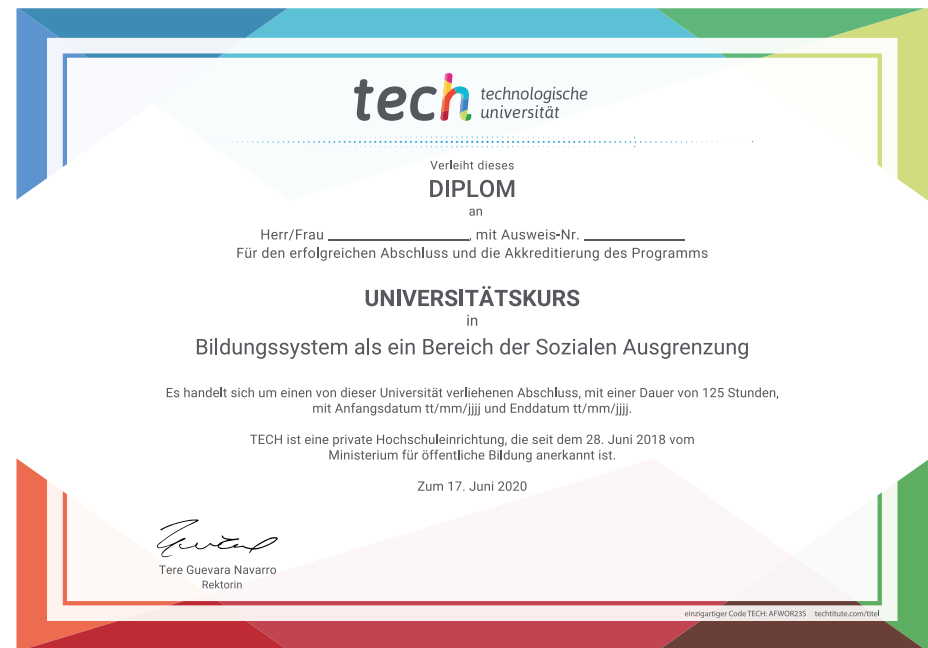 tech technologische
universität
Verleiht dieses
DIPLOM
an
Herr/Frau ____________, mit Ausweis-Nr. ____________
Für den erfolgreichen Abschluss und die Akkreditierung des Programms
UNIVERSITÄTSKURS
in
Bildungssystem als ein Bereich der Sozialen Ausgrenzung
Es handelt sich um einen von dieser Universität verliehenen Abschluss, mit einer Dauer von 125 Stunden,
mit Anfangsdatum tt/mm/jjjj und Enddatum tt/mm/jjjj.
TECH ist eine private Hochschuleinrichtung, die seit dem 28. Juni 2018 vom
Ministerium für öffentliche Bildung anerkannt ist.
Zum 17. Juni 2020
Tere Guevara Navarro
Rektorin
einzigartiger Code TECH: AFWOR23S techtitute.com/titel